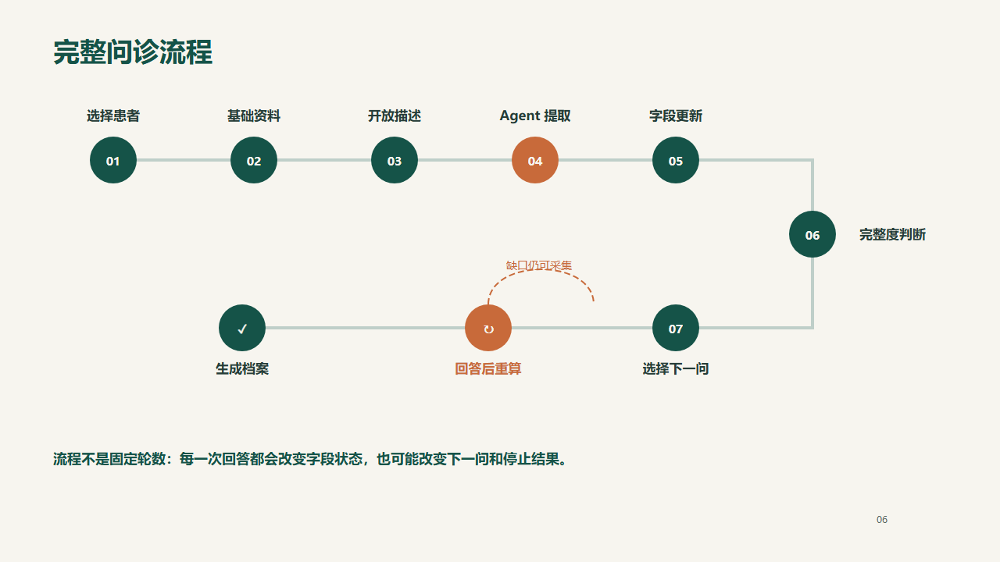 完整问诊流程
选择患者
基础资料
开放描述
Agent 提取
字段更新
01
02
03
04
05
06
完整度判断
缺口仍可采集
✓
↻
07
生成档案
回答后重算
选择下一问
流程不是固定轮数：每一次回答都会改变字段状态，也可能改变下一问和停止结果。
06